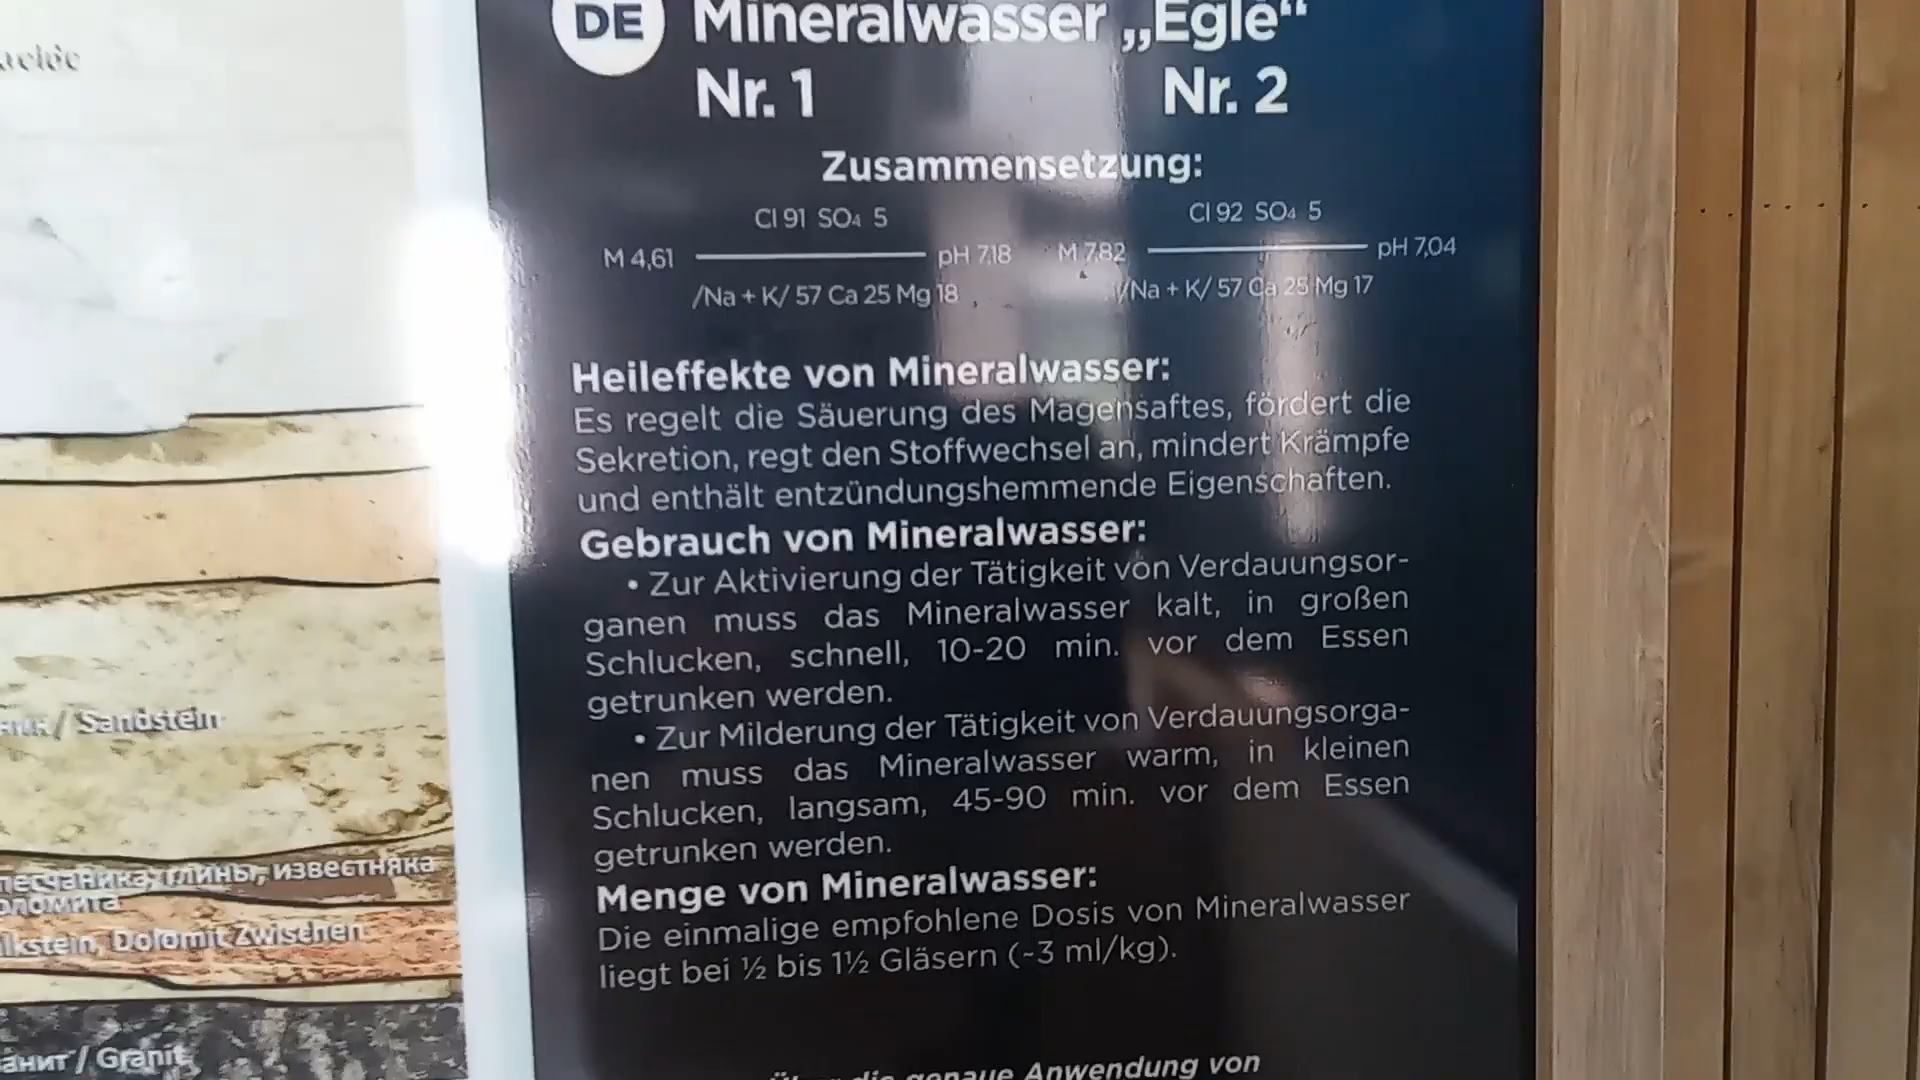 DE
Mineralwasser „Eglė“
Nr. 1
Nr. 2
Zusammensetzung:
Cl 91 SO₄ 5
M 4,61
pH 7,18
/Na + K/ 57 Ca 25 Mg 18
Cl 92 SO₄ 5
M 7,82
pH 7,04
/Na + K/ 57 Ca 25 Mg 17
Heileffekte von Mineralwasser:
Es regelt die Säuerung des Magensaftes, fördert die
Sekretion, regt den Stoffwechsel an, mindert Krämpfe
und enthält entzündungshemmende Eigenschaften.
Gebrauch von Mineralwasser:
• Zur Aktivierung der Tätigkeit von Verdauungsor-
ganen muss das Mineralwasser kalt, in großen
Schlucken, schnell, 10-20 min. vor dem Essen
getrunken werden.
• Zur Milderung der Tätigkeit von Verdauungsorga-
nen muss das Mineralwasser warm, in kleinen
Schlucken, langsam, 45-90 min. vor dem Essen
getrunken werden.
Menge von Mineralwasser:
Die einmalige empfohlene Dosis von Mineralwasser
liegt bei ½ bis 1½ Gläsern (~3 ml/kg).
Über die genaue Anwendung von
/ Sandstein
песчаника, глины, известняка
Dolomit Zwischen
/ Granit